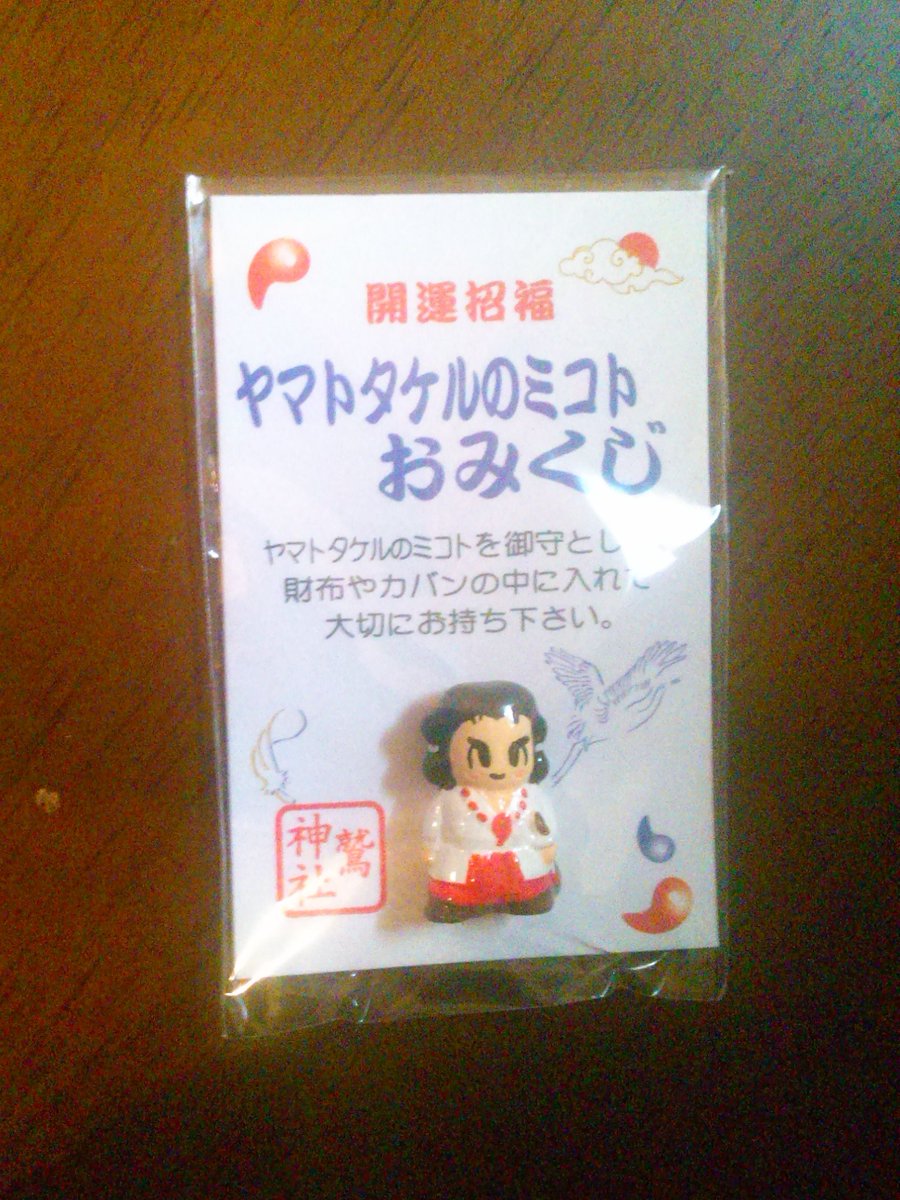 開運招福
ヤマトタケルのミコト
おみくじ
ヤマトタケルのミコトを御守とし
財布やカバンの中に入れて
大切にお持ち下さい。
鷲
神社